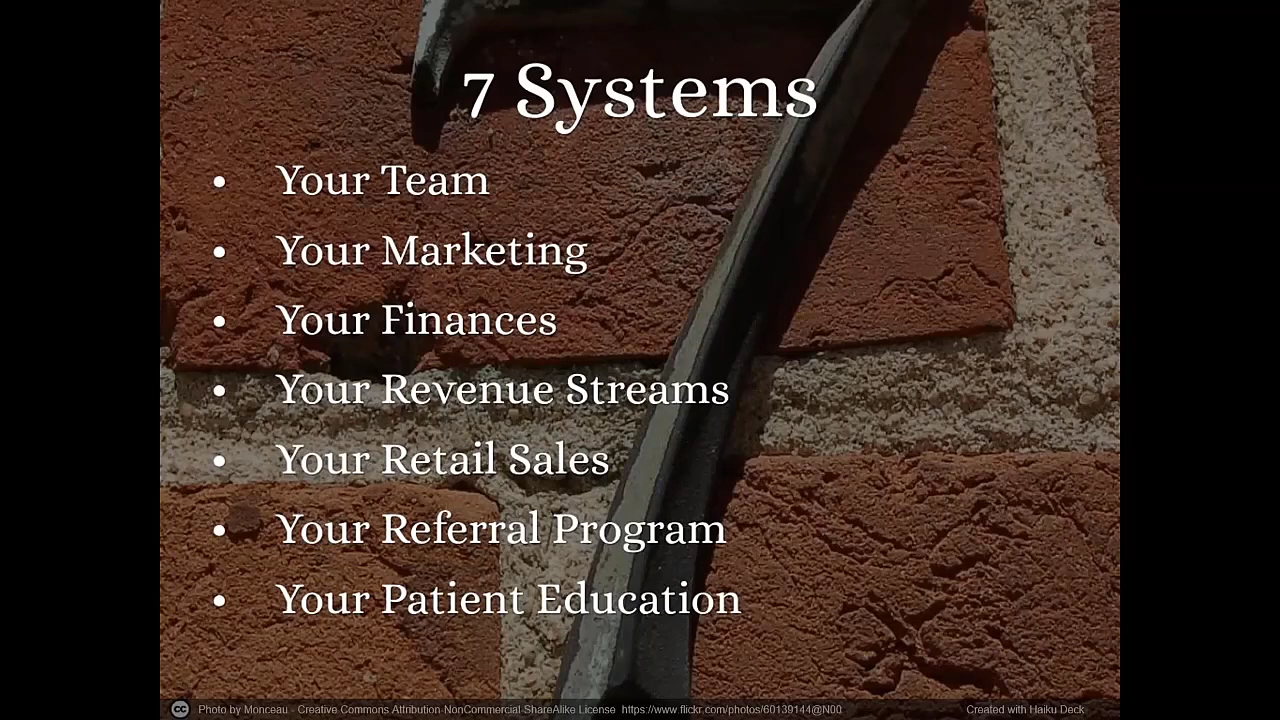 7 Systems
• Your Team
• Your Marketing
• Your Finances
• Your Revenue Streams
• Your Retail Sales
• Your Referral Program
• Your Patient Education
cc Photo by Monceau - Creative Commons Attribution-NonCommercial-ShareAlike License https://www.flickr.com/photos/60139144@N00 Created with Haiku Deck